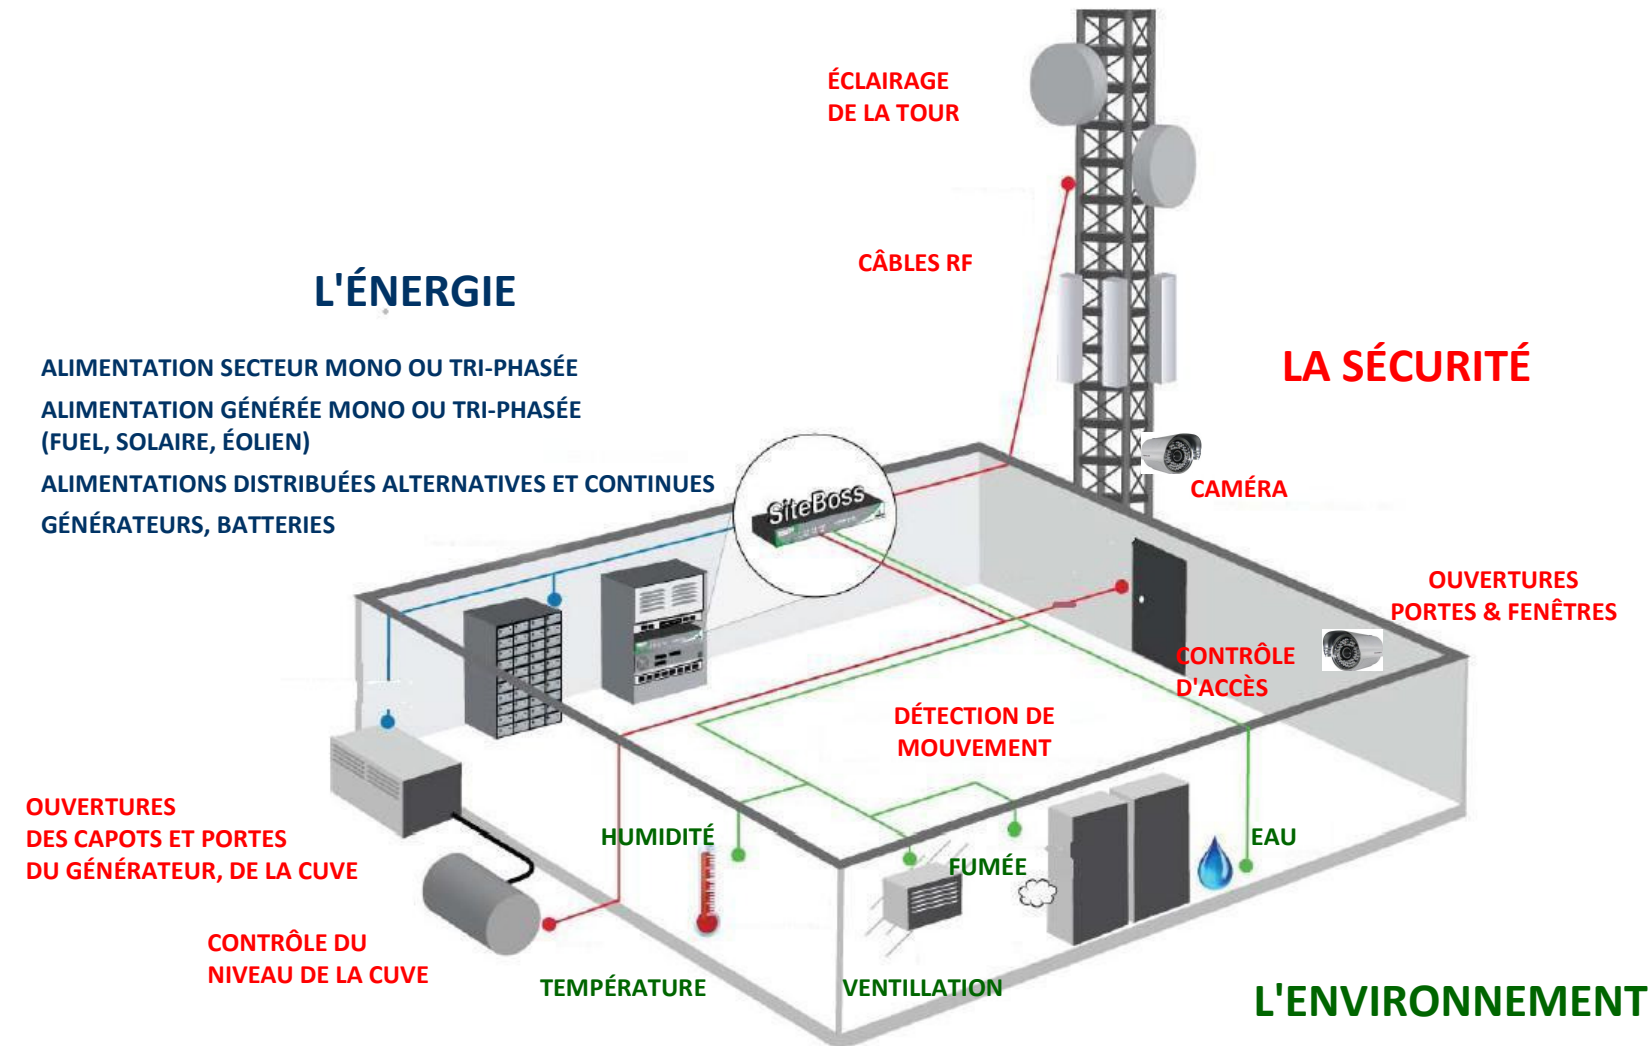 ÉCLAIRAGE
DE LA TOUR
CÂBLES RF
L'ÉNERGIE
ALIMENTATION SECTEUR MONO OU TRI-PHASÉE
ALIMENTATION GÉNÉRÉE MONO OU TRI-PHASÉE
(FUEL, SOLAIRE, ÉOLIEN)
ALIMENTATIONS DISTRIBUÉES ALTERNATIVES ET CONTINUES
GÉNÉRATEURS, BATTERIES
LA SÉCURITÉ
CAMÉRA
SiteBoss
OUVERTURES
PORTES & FENÊTRES
CONTRÔLE
D'ACCÈS
DÉTECTION DE
MOUVEMENT
OUVERTURES
DES CAPOTS ET PORTES
DU GÉNÉRATEUR, DE LA CUVE
HUMIDITÉ
FUMÉE
EAU
CONTRÔLE DU
NIVEAU DE LA CUVE
TEMPÉRATURE
VENTILLATION
L'ENVIRONNEMENT